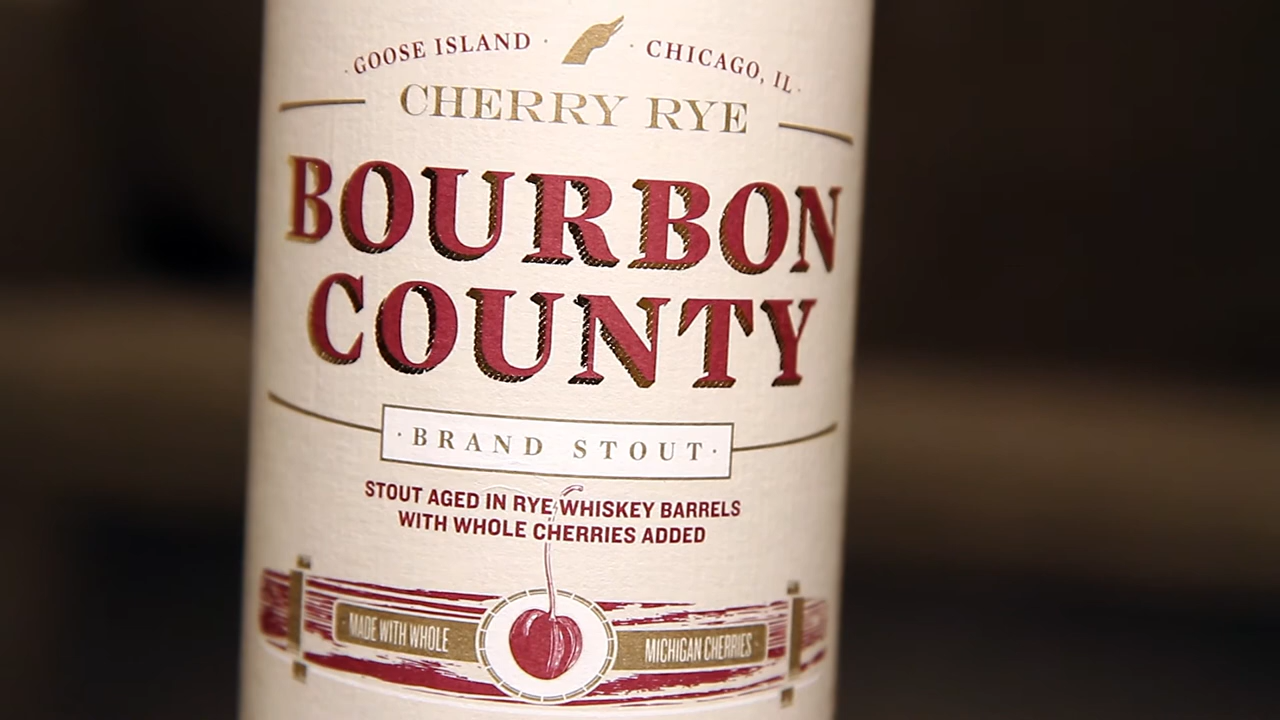 ·GOOSE ISLAND · · CHICAGO, IL·
CHERRY RYE
BOURBON
COUNTY
·BRAND STOUT·
STOUT AGED IN RYE WHISKEY BARRELS
WITH WHOLE CHERRIES ADDED
MADE WITH WHOLE MICHIGAN CHERRIES